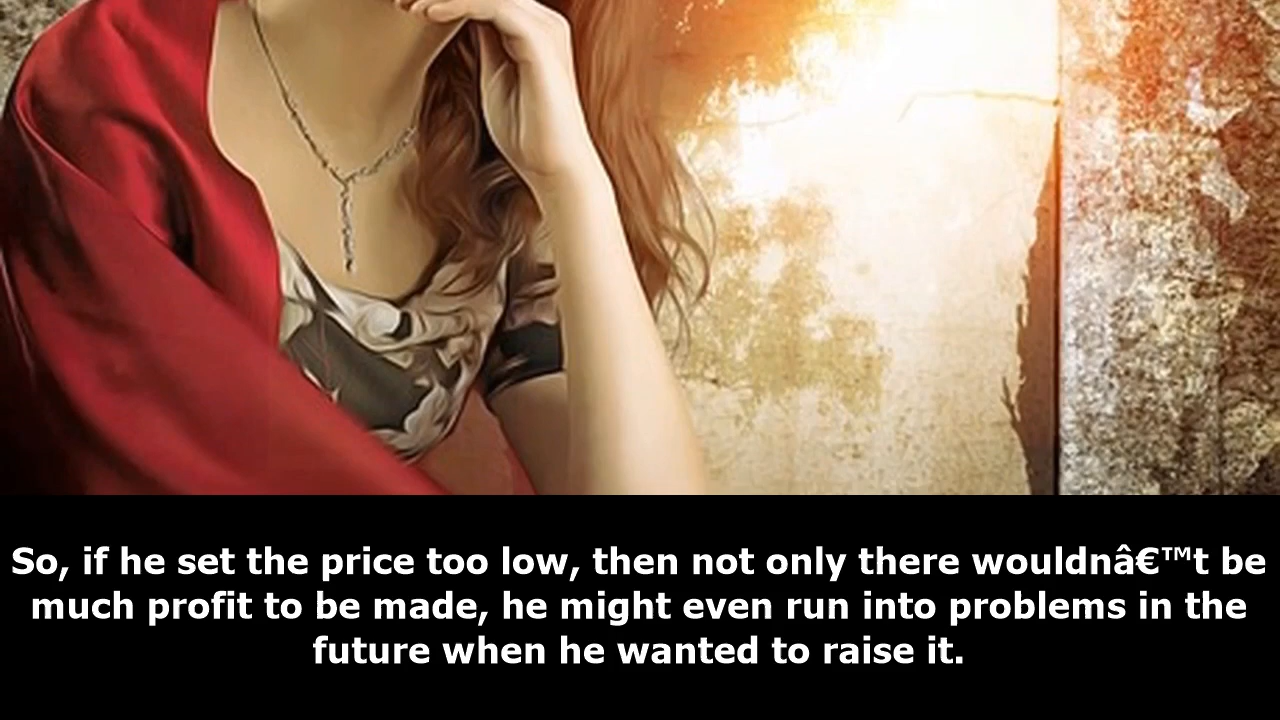 So, if he set the price too low, then not only there wouldnâ€™t be
much profit to be made, he might even run into problems in the
future when he wanted to raise it.